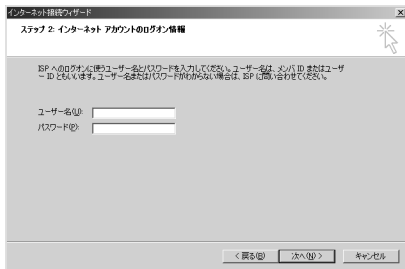 インターネット接続ウィザード
ステップ 2: インターネット アカウントのログオン情報
ISP へのログオンに使うユーザー名とパスワードを入力してください。ユーザー名は、メンバ ID またはユーザ
ー ID ともいいます。ユーザー名またはパスワードがわからない場合は、ISP に問い合わせてください。
ユーザー名(U):
パスワード(P):
< 戻る(B)
次へ(N) >
キャンセル